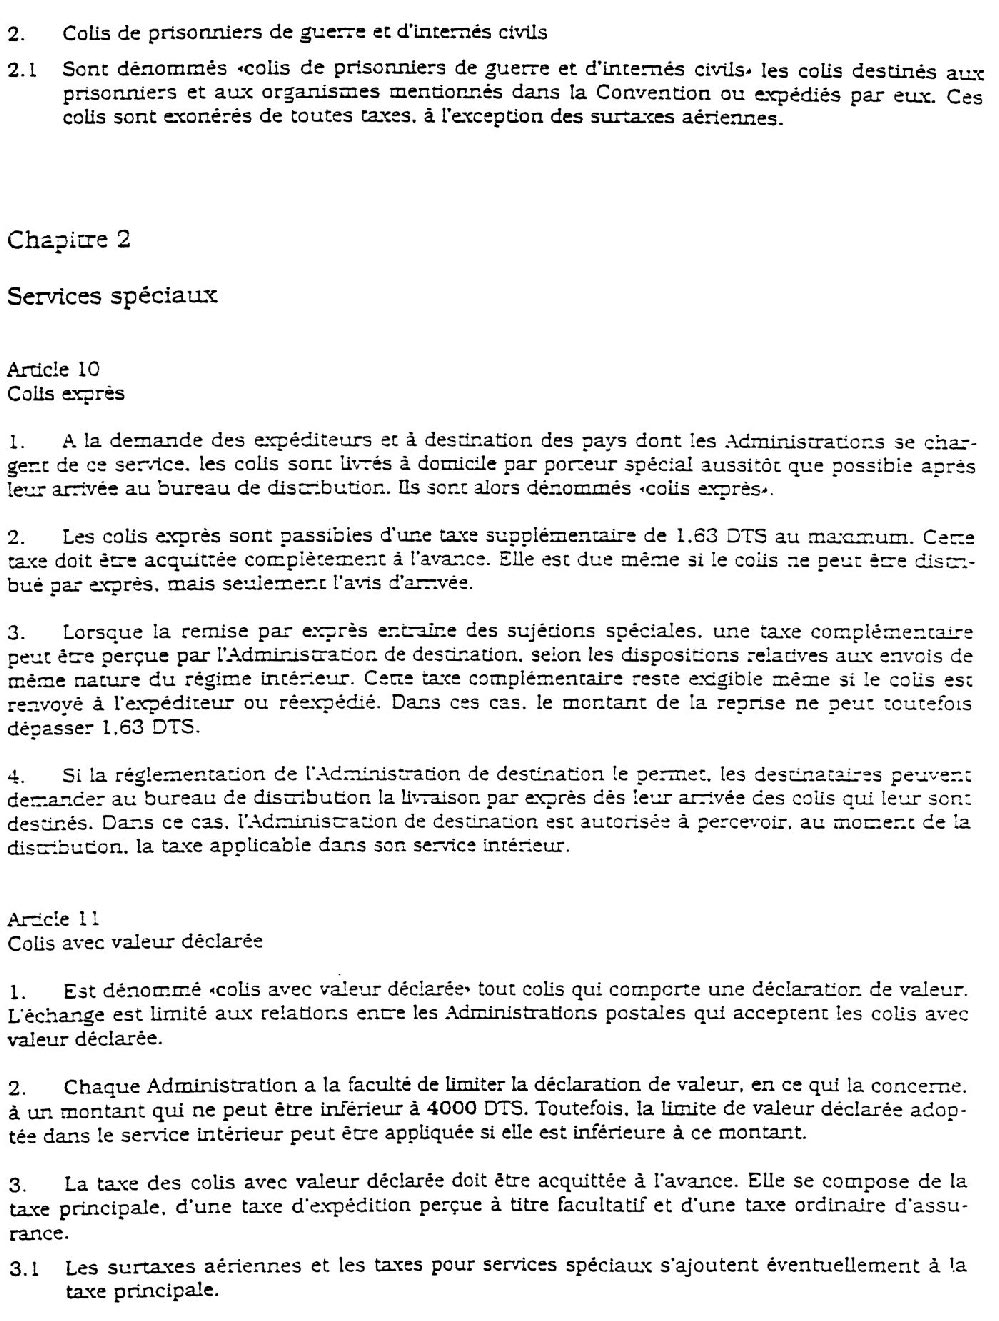 2. Colis de prisonniers de guerre et d'internés civils
2.1 Sont dénommés «colis de prisonniers de guerre et d'internés civils» les colis destinés aux
prisonniers et aux organismes mentionnés dans la Convention ou expédiés par eux. Ces
colis sont exonérés de toutes taxes, à l'exception des surtaxes aériennes.
Chapitre 2
Services spéciaux
Article 10
Colis exprès
1. A la demande des expéditeurs et à destination des pays dont les Administrations se char-
gent de ce service, les colis sont livrés à domicile par porteur spécial aussitôt que possible après
leur arrivée au bureau de distribution. Ils sont alors dénommés «colis exprès».
2. Les colis exprès sont passibles d'une taxe supplémentaire de 1,63 DTS au maximum. Cette
taxe doit être acquittée complètement à l'avance. Elle est due même si le colis ne peut être distri-
bué par exprès, mais seulement l'avis d'arrivée.
3. Lorsque la remise par exprès entraîne des sujétions spéciales, une taxe complémentaire
peut être perçue par l'Administration de destination, selon les dispositions relatives aux envois de
même nature du régime intérieur. Cette taxe complémentaire reste exigible même si le colis est
renvoyé à l'expéditeur ou réexpédié. Dans ces cas, le montant de la reprise ne peut toutefois
dépasser 1,63 DTS.
4. Si la réglementation de l'Administration de destination le permet, les destinataires peuvent
demander au bureau de distribution la livraison par exprès dès leur arrivée des colis qui leur sont
destinés. Dans ce cas, l'Administration de destination est autorisée à percevoir, au moment de la
distribution, la taxe applicable dans son service intérieur.
Article 11
Colis avec valeur déclarée
1. Est dénommé «colis avec valeur déclarée» tout colis qui comporte une déclaration de valeur.
L'échange est limité aux relations entre les Administrations postales qui acceptent les colis avec
valeur déclarée.
2. Chaque Administration a la faculté de limiter la déclaration de valeur, en ce qui la concerne,
à un montant qui ne peut être inférieur à 4000 DTS. Toutefois, la limite de valeur déclarée adop-
tée dans le service intérieur peut être appliquée si elle est inférieure à ce montant.
3. La taxe des colis avec valeur déclarée doit être acquittée à l'avance. Elle se compose de la
taxe principale, d'une taxe d'expédition perçue à titre facultatif et d'une taxe ordinaire d'assu-
rance.
3.1 Les surtaxes aériennes et les taxes pour services spéciaux s'ajoutent éventuellement à la
taxe principale.